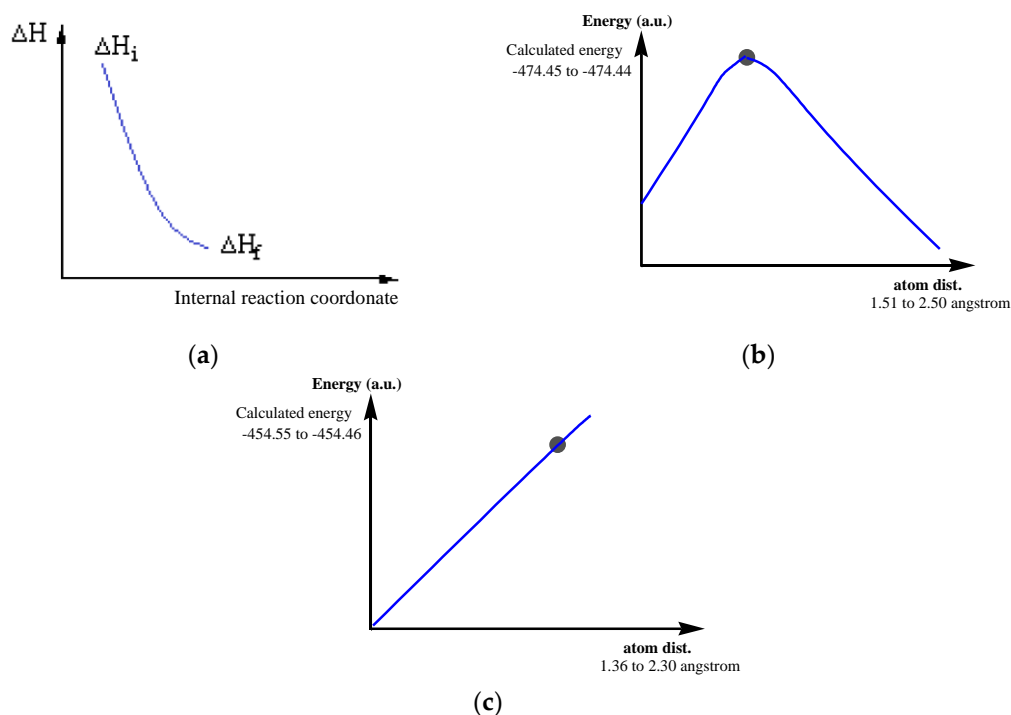 ΔH
ΔHi
ΔHf
Internal reaction coordonate
(a)
Energy (a.u.)
Calculated energy
-474.45 to -474.44
atom dist.
1.51 to 2.50 angstrom
(b)
Energy (a.u.)
Calculated energy
-454.55 to -454.46
atom dist.
1.36 to 2.30 angstrom
(c)